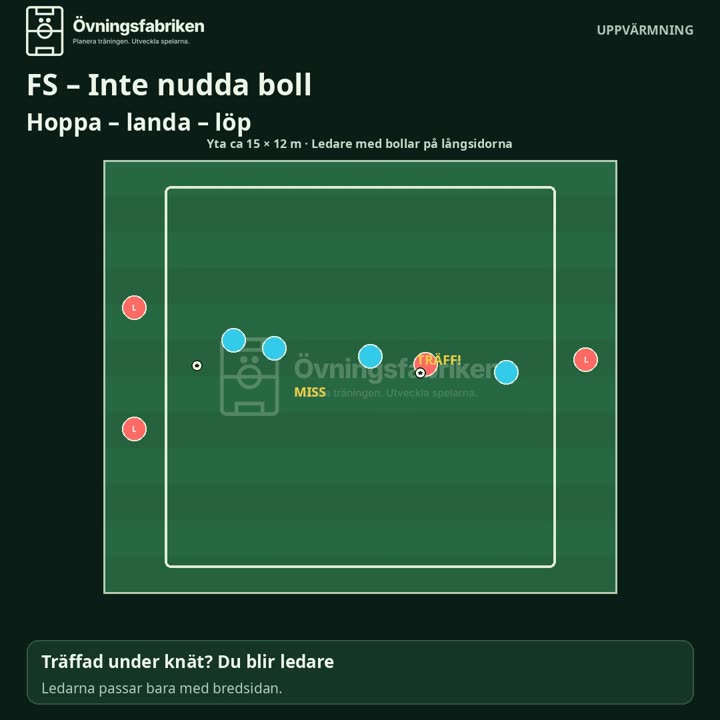 Övningsfabriken
Planera träningen. Utveckla spelarna.
UPPVÄRMNING
FS – Inte nudda boll
Hoppa – landa – löp
Yta ca 15 × 12 m · Ledare med bollar på långsidorna
L
TRÄFF!
L
Övningsfabriken
MISS
träningen. Utveckla spelarna.
L
Träffad under knät? Du blir ledare
Ledarna passar bara med bredsidan.